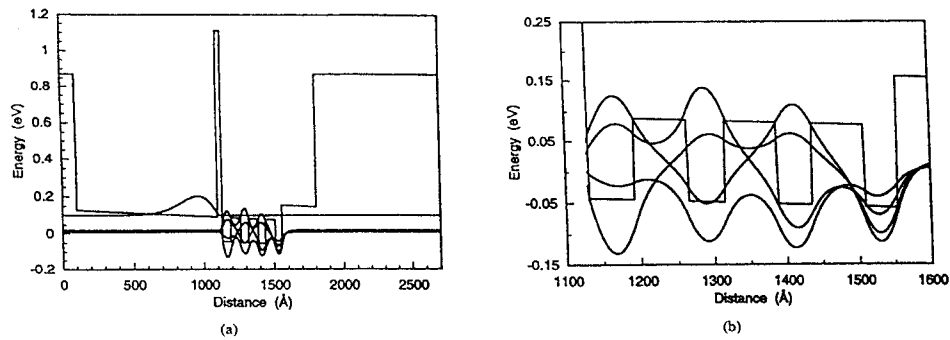 1.2
1
0.8
0.6
0.4
0.2
0
-0.2
Energy (eV)
0 500 1000 1500 2000 2500
Distance (Å)
(a)
0.25
0.15
0.05
-0.05
-0.15
Energy (eV)
1100 1200 1300 1400 1500 1600
Distance (Å)
(b)